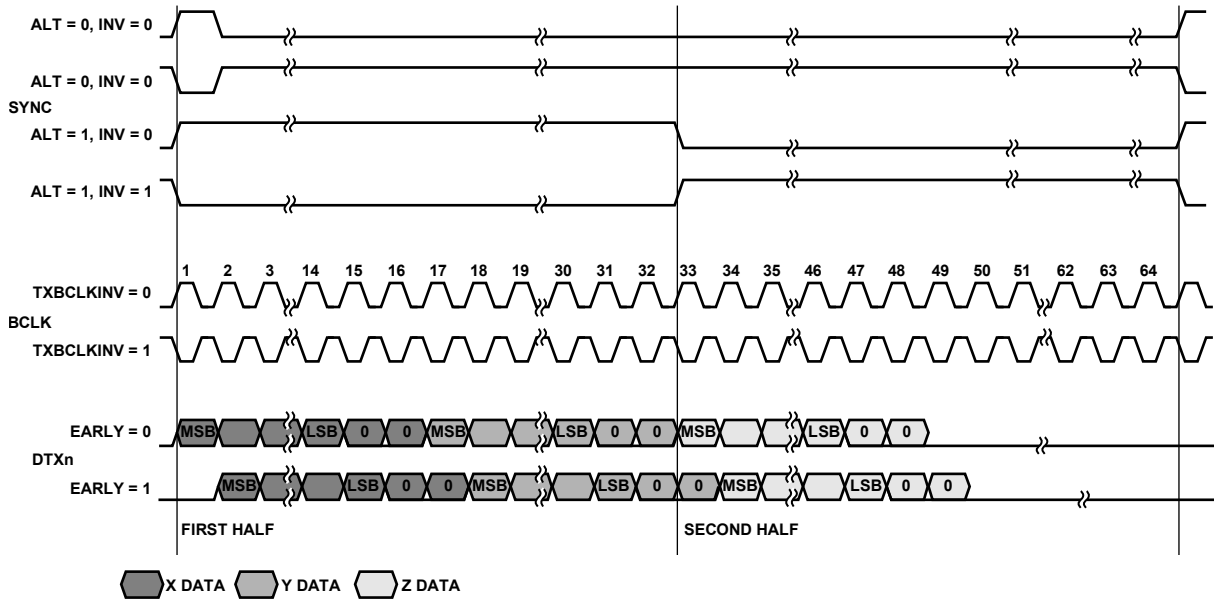 ALT = 0, INV = 0
ALT = 0, INV = 0
SYNC
ALT = 1, INV = 0
ALT = 1, INV = 1
1 2 3 14 15 16 17 18 19 30 31 32 33 34 35 46 47 48 49 50 51 62 63 64
TXBCLKINV = 0
BCLK
TXBCLKINV = 1
EARLY = 0 MSB LSB 0 0 MSB LSB 0 0 MSB LSB 0 0
DTXn
EARLY = 1 MSB LSB 0 0 MSB LSB 0 0 MSB LSB 0 0
FIRST HALF SECOND HALF
X DATA Y DATA Z DATA